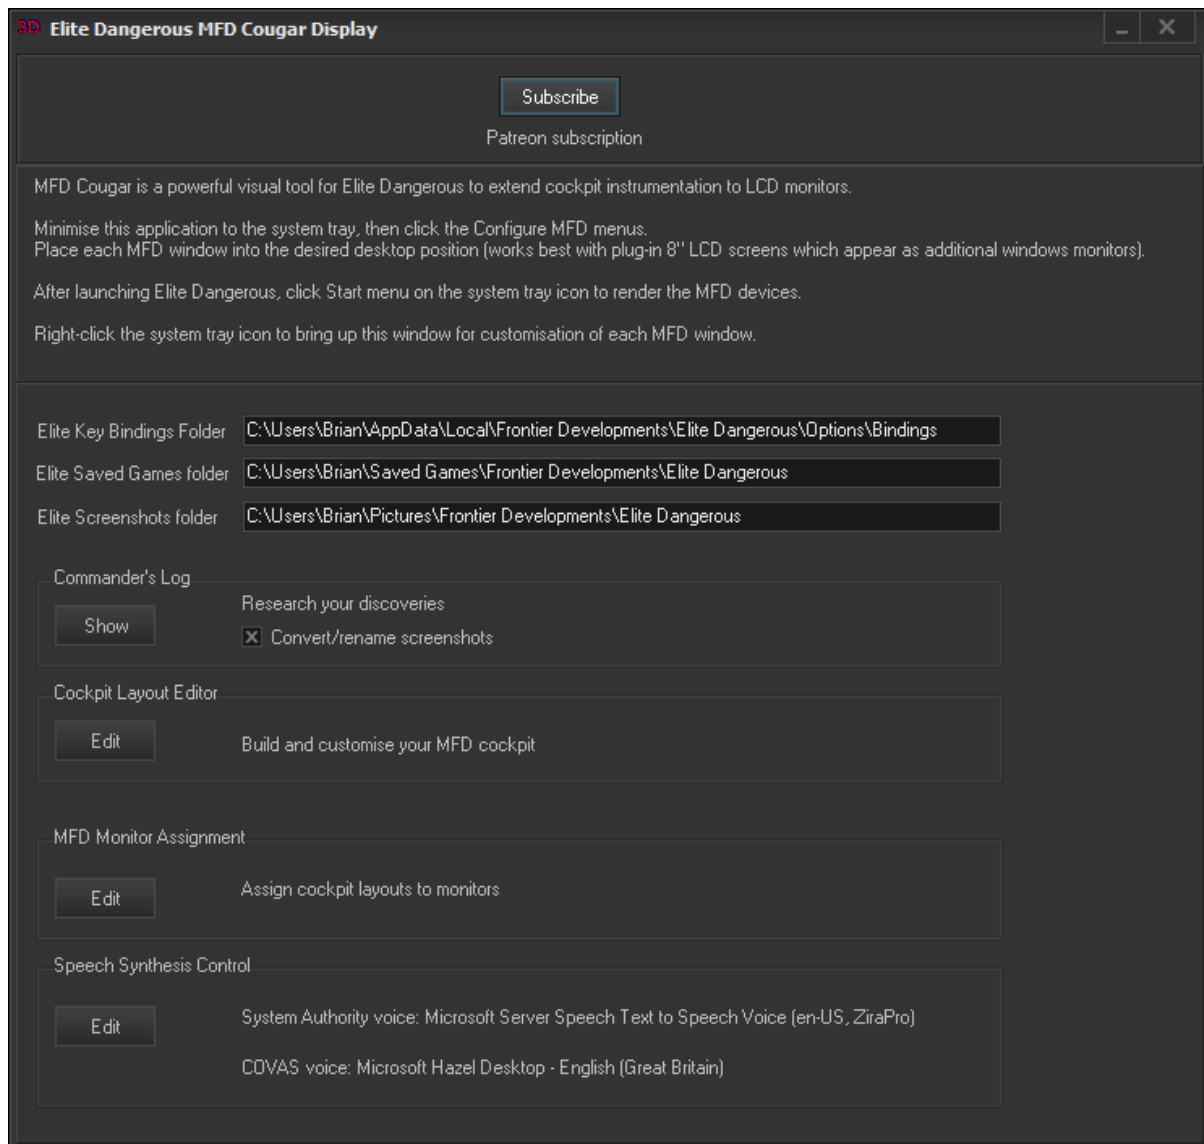 3D Elite Dangerous MFD Cougar Display
Subscribe
Patreon subscription
MFD Cougar is a powerful visual tool for Elite Dangerous to extend cockpit instrumentation to LCD monitors.
Minimise this application to the system tray, then click the Configure MFD menus.
Place each MFD window into the desired desktop position (works best with plug-in 8" LCD screens which appear as additional windows monitors).
After launching Elite Dangerous, click Start menu on the system tray icon to render the MFD devices.
Right-click the system tray icon to bring up this window for customisation of each MFD window.
Elite Key Bindings Folder C:\Users\Brian\AppData\Local\Frontier Developments\Elite Dangerous\Options\Bindings
Elite Saved Games folder C:\Users\Brian\Saved Games\Frontier Developments\Elite Dangerous
Elite Screenshots folder C:\Users\Brian\Pictures\Frontier Developments\Elite Dangerous
Commander's Log
Research your discoveries
Show
Convert/rename screenshots
Cockpit Layout Editor
Edit
Build and customise your MFD cockpit
MFD Monitor Assignment
Edit
Assign cockpit layouts to monitors
Speech Synthesis Control
Edit
System Authority voice: Microsoft Server Speech Text to Speech Voice (en-US, ZiraPro)
COVAS voice: Microsoft Hazel Desktop - English (Great Britain)